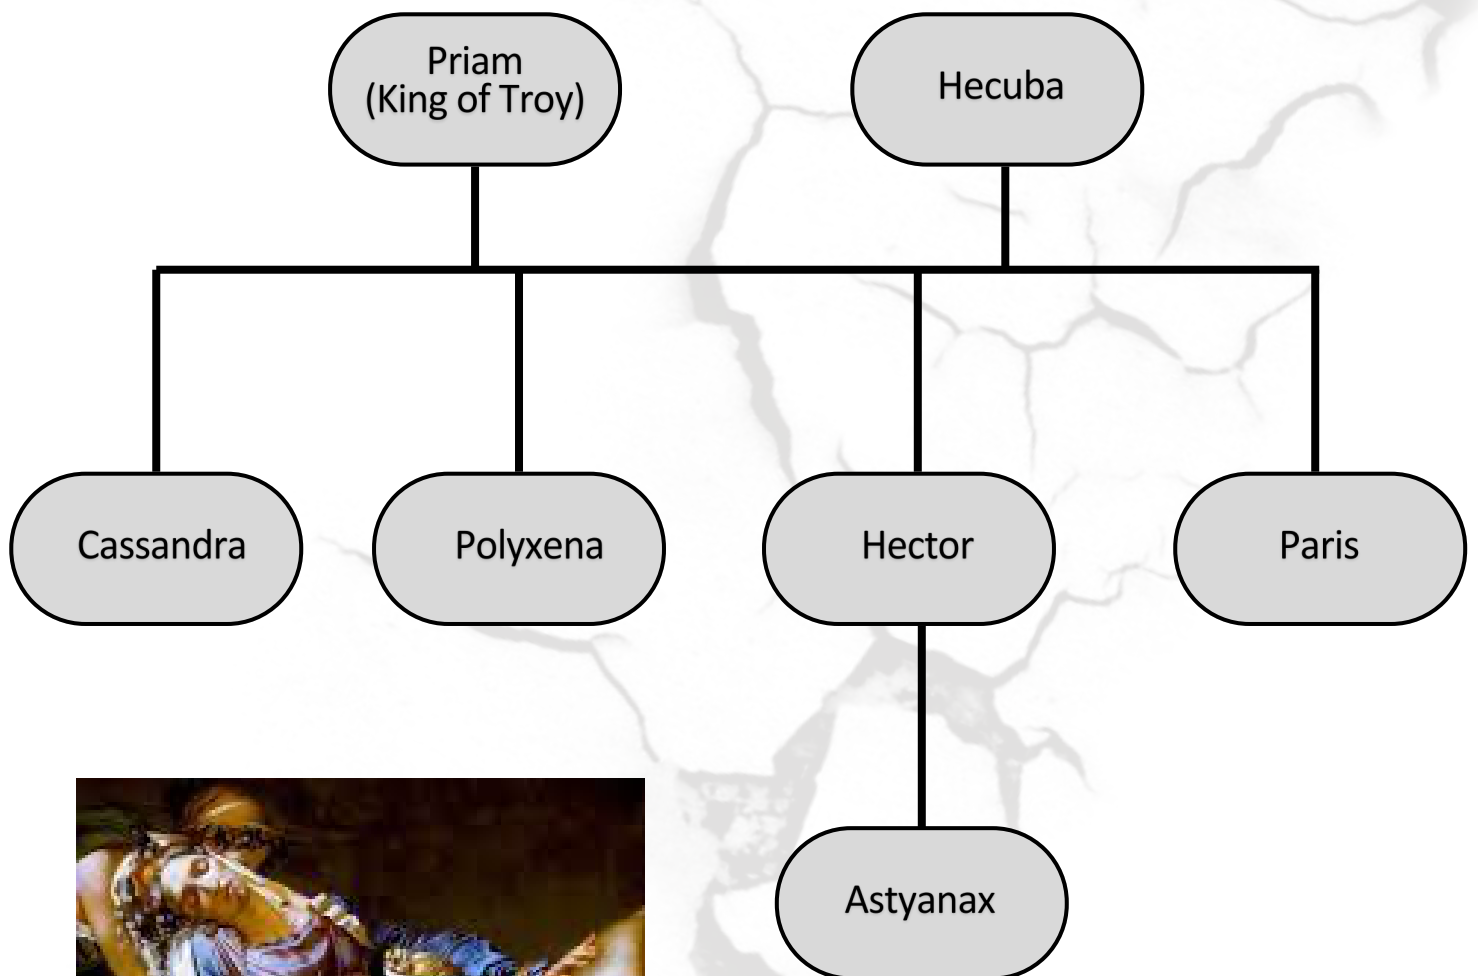 Priam
(King of Troy)
Hecuba
Cassandra
Polyxena
Hector
Paris
Astyanax